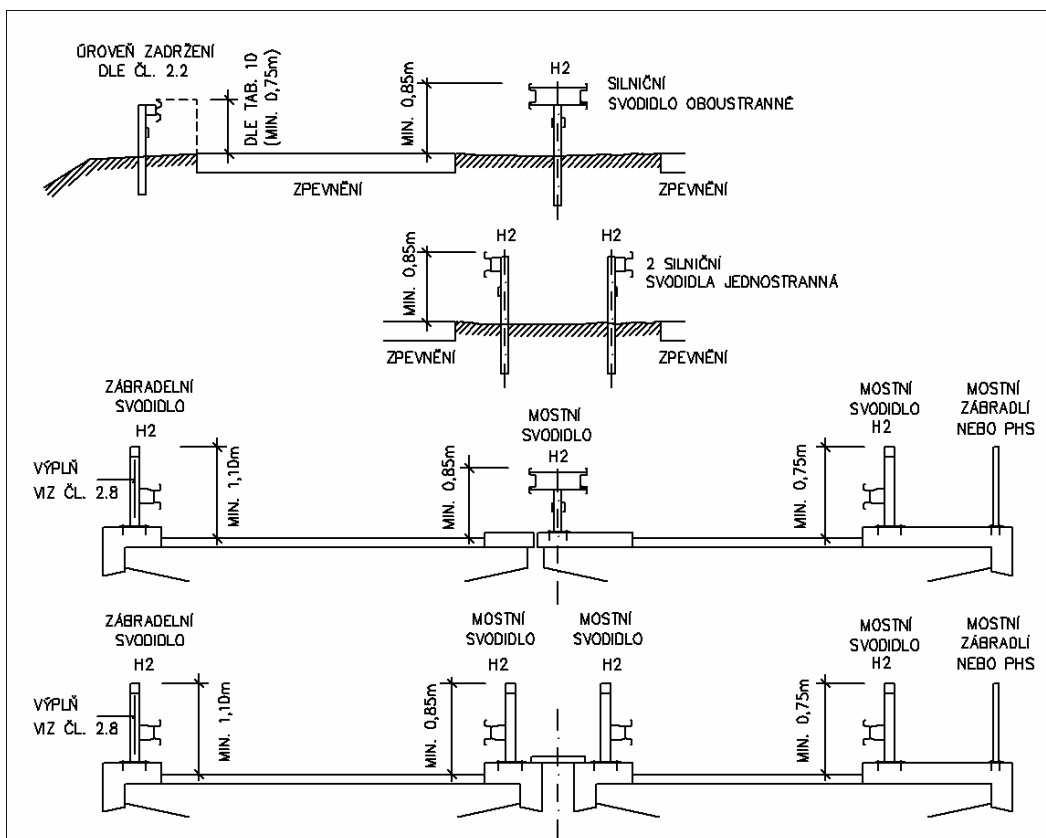 ÚROVEŇ ZADRŽENÍ
DLE ČL. 2.2
DLE TAB. 10
(MIN. 0,75m)
MIN. 0,85m
H2
SILNIČNÍ
SVODIDLO OBOUSTRANNÉ
ZPEVNĚNÍ
ZPEVNĚNÍ
MIN. 0,85m
H2
H2
2 SILNIČNÍ
SVODIDLA JEDNOSTRANNÁ
ZPEVNĚNÍ
ZPEVNĚNÍ
ZÁBRADELNÍ
SVODIDLO
H2
VÝPLŇ
VIZ ČL. 2.8
MIN. 1,10m
MIN. 0,85m
MOSTNÍ
SVODIDLO
H2
MIN. 0,75m
MOSTNÍ
SVODIDLO
H2
MOSTNÍ
ZÁBRADLÍ
NEBO PHS
ZÁBRADELNÍ
SVODIDLO
H2
VÝPLŇ
VIZ ČL. 2.8
MIN. 1,10m
MIN. 0,85m
MOSTNÍ
SVODIDLO
H2
MOSTNÍ
SVODIDLO
H2
MIN. 0,75m
MOSTNÍ
SVODIDLO
H2
MOSTNÍ
ZÁBRADLÍ
NEBO PHS